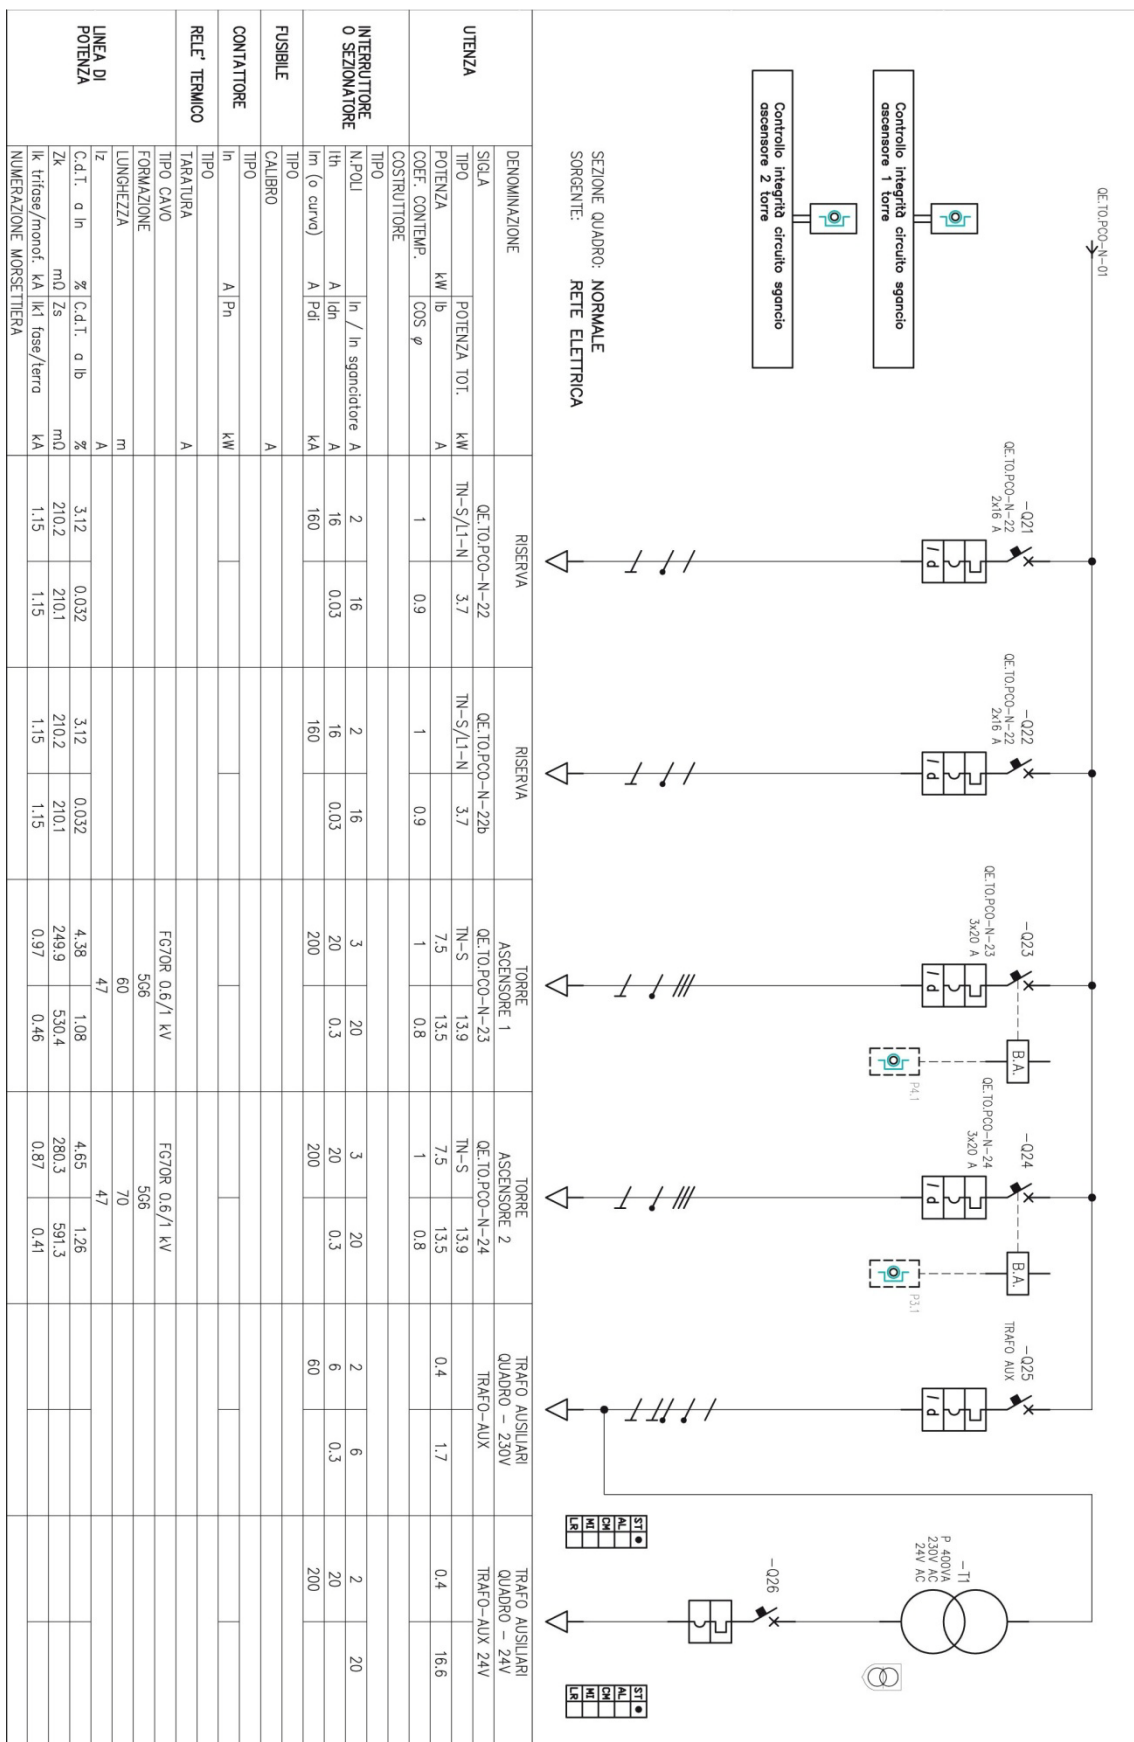 QE.TO.PCO-N-01
Controllo integrità circuito sgancio
ascensore 1 torre
Controllo integrità circuito sgancio
ascensore 2 torre
SEZIONE QUADRO: NORMALE
SORGENTE: RETE ELETTRICA
-Q21
QE.TO.PCO-N-22
2x16 A
I d
-Q22
QE.TO.PCO-N-22
2x16 A
I d
-Q23
QE.TO.PCO-N-23
3x20 A
I d
B.A.
P4.1
-Q24
QE.TO.PCO-N-24
3x20 A
I d
B.A.
P3.1
-Q25
TRAFO AUX
I d
-T1
P 400VA
230V AC
24V AC
-Q26
ST
AL
CH
MI
LR
ST
AL
CH
MI
LR
UTENZA
DENOMINAZIONE RISERVA RISERVA TORRE ASCENSORE 1 TORRE ASCENSORE 2 TRAFO AUSILIARI QUADRO - 230V TRAFO AUSILIARI QUADRO - 24V
SIGLA QE.TO.PCO-N-22 QE.TO.PCO-N-22b QE.TO.PCO-N-23 QE.TO.PCO-N-24 TRAFO-AUX TRAFO-AUX 24V
TIPO POTENZA TOT. kW TN-S/L1-N 3.7 TN-S/L1-N 3.7 TN-S 13.9 TN-S 13.9
POTENZA kW Ib A 7.5 13.5 7.5 13.5 0.4 1.7 0.4 16.6
COEF. CONTEMP. COS φ 1 0.9 1 0.9 1 0.8 1 0.8
INTERRUTTORE
O SEZIONATORE
COSTRUTTORE
TIPO
N.POLI In / In sganciatore A 2 16 2 16 3 20 3 20 2 6 2 20
Ith A Idn A 16 0.03 16 0.03 20 0.3 20 0.3 6 0.3 20
Im (o curva) A Pdi kA 160 160 200 200 60 200
FUSIBILE
TIPO
CALIBRO A
CONTATTORE
TIPO
In A Pn kW
RELE' TERMICO
TIPO
TARATURA A
LINEA DI
POTENZA
TIPO CAVO FG7OR 0.6/1 kV FG7OR 0.6/1 kV
FORMAZIONE 5G6 5G6
LUNGHEZZA m 60 70
Iz A 47 47
C.d.T. a In % C.d.T. a Ib % 3.12 0.032 3.12 0.032 4.38 1.08 4.65 1.26
Zk mΩ Zs mΩ 210.2 210.1 210.2 210.1 249.9 530.4 280.3 591.3
Ik trifase/monof. kA Ik1 fase/terra kA 1.15 1.15 1.15 1.15 0.97 0.46 0.87 0.41
NUMERAZIONE MORSETTIERA